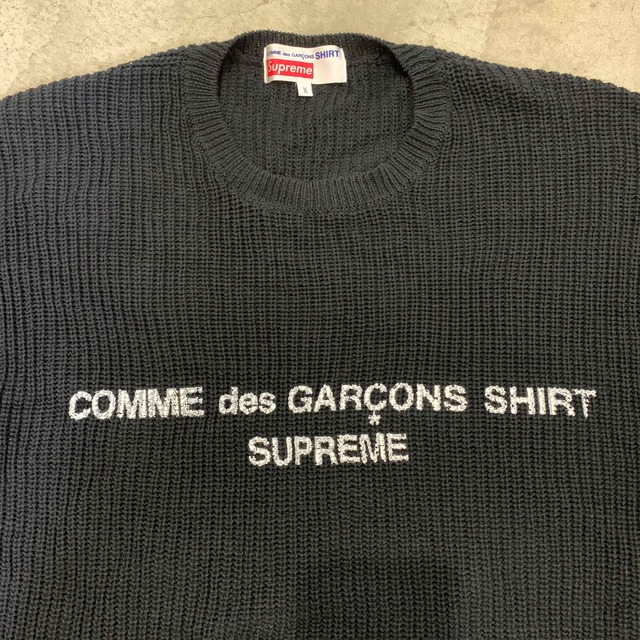 COMME des GARÇONS SHIRT
Supreme
X
COMME des GARÇONS SHIRT
*
SUPREME